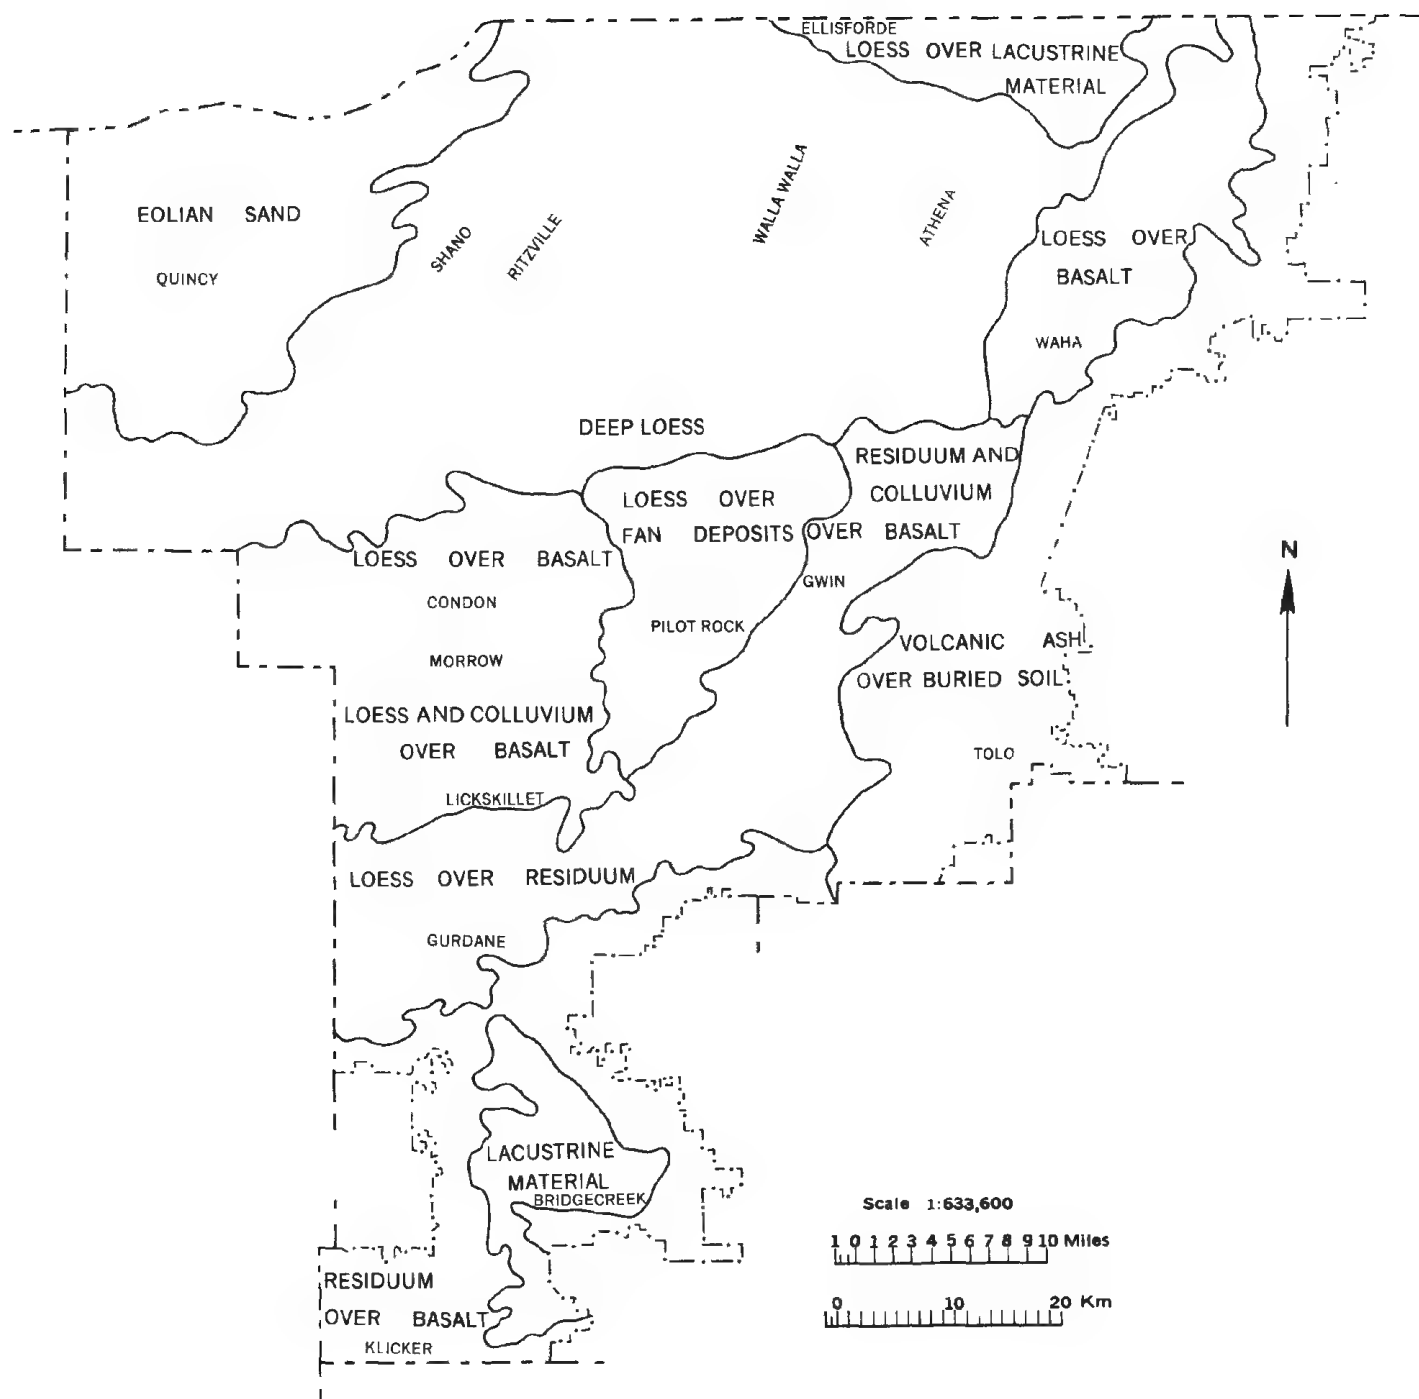 ELLISFORDE
LOESS OVER LACUSTRINE
MATERIAL
EOLIAN SAND
QUINCY
SHANO
RITZVILLE
WALLA WALLA
ATHENA
LOESS OVER
BASALT
WAHA
DEEP LOESS
RESIDUUM AND
COLLUVIUM
OVER BASALT
GWIN
LOESS OVER
FAN DEPOSITS
PILOT ROCK
LOESS OVER BASALT
CONDON
MORROW
LOESS AND COLLUVIUM
OVER BASALT
LICKSKILLET
N
VOLCANIC ASH
OVER BURIED SOIL
TOLO
LOESS OVER RESIDUUM
GURDANE
LACUSTRINE
MATERIAL
BRIDGECREEK
RESIDUUM
OVER BASALT
KLICKER
Scale 1:633,600
1 0 1 2 3 4 5 6 7 8 9 10 Miles
0 10 20 Km